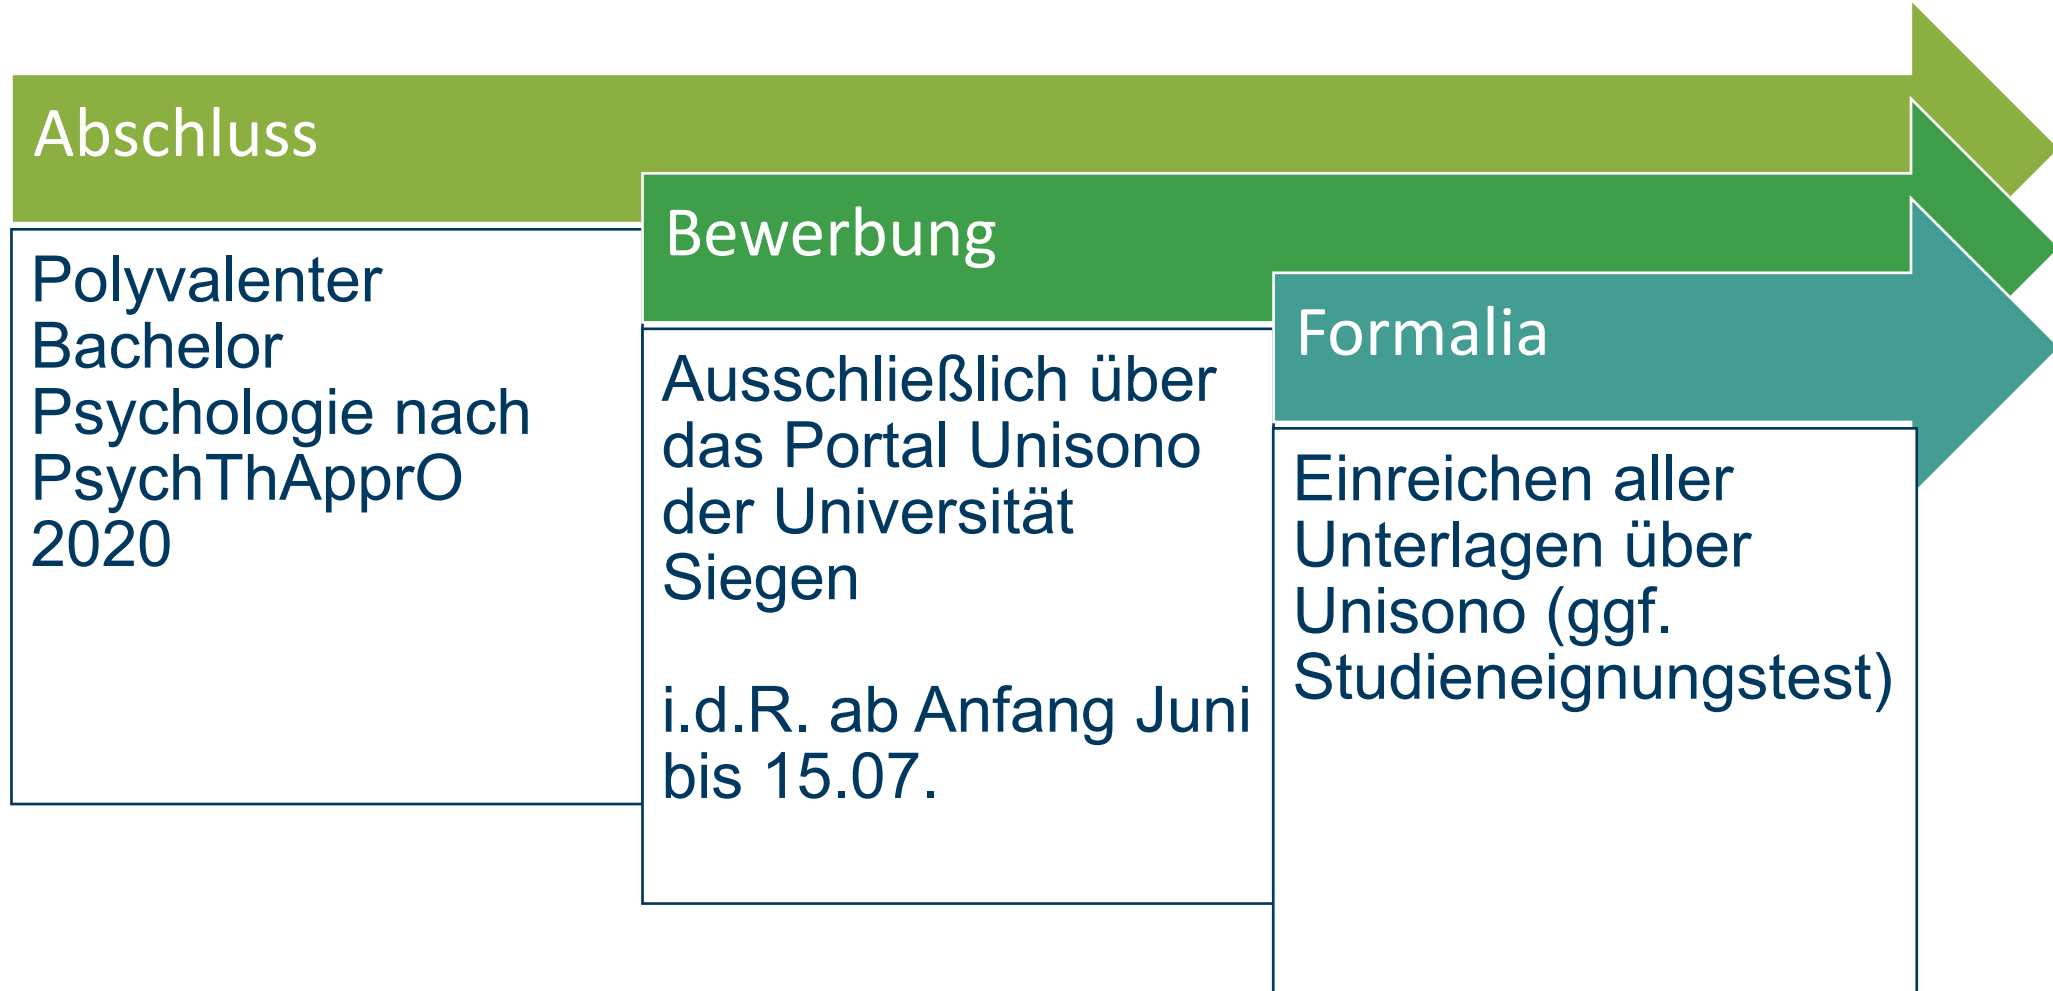 Abschluss
Polyvalenter
Bachelor
Psychologie nach
PsychThApprO
2020
Bewerbung
Ausschließlich über
das Portal Unisono
der Universität
Siegen
i.d.R. ab Anfang Juni
bis 15.07.
Formalia
Einreichen aller
Unterlagen über
Unisono (ggf.
Studieneignungstest)